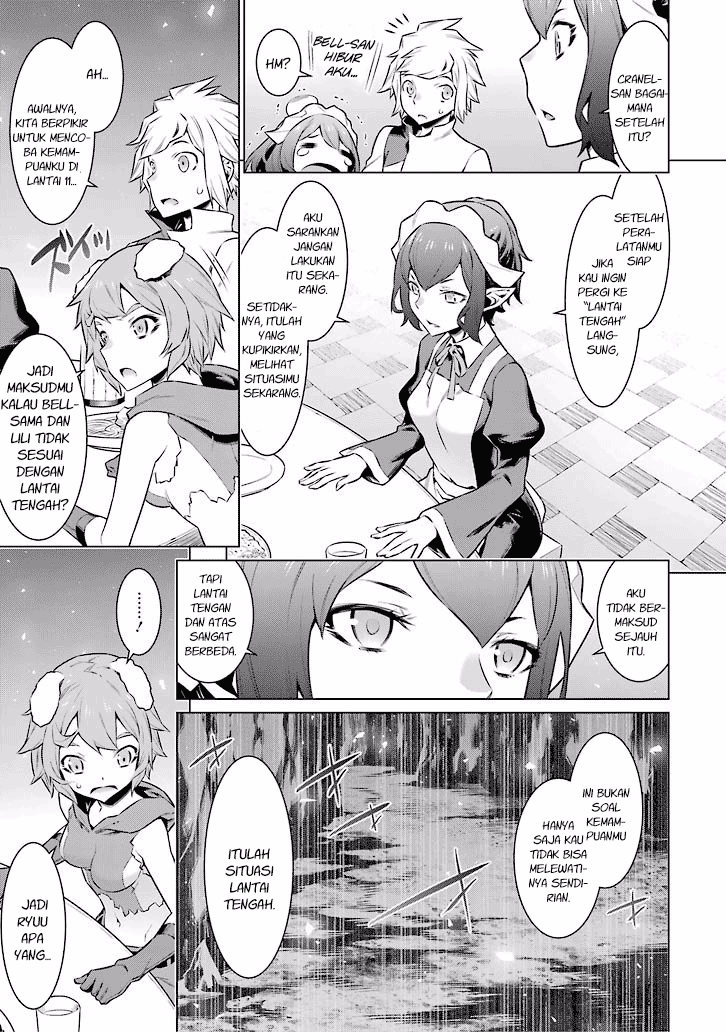 CRANEL-
SAN BAGAI-
MANA
SETELAH
ITU?
BELL-SAN
HIBUR
AKU...
HM?
SETELAH
PERA-
LATANMU
SIAP
JIKA
KAU INGIN
PERGI KE
"LANTAI
TENGAH"
LANG-
SUNG,
AKU
SARANKAN
JANGAN
LAKUKAN
ITU SEKA-
RANG.
SETIDAK-
NYA, ITULAH
YANG
KUPIKIRKAN,
MELIHAT
SITUASIMU
SEKARANG.
AH...
AWALNYA,
KITA BERPIKIR
UNTUK MENCO-
BA KEMAM-
PUANKU DI
LANTAI 11...
ズイッ
JADI
MAKSUDMU
KALAU BELL-
SAMA DAN
LILI TIDAK
SESUAI
DENGAN
LANTAI
TENGAH?
AKU
TIDAK BER-
MAKSUD
SEJAUH
ITU.
TAPI
LANTAI
TENGAN
DAN ATAS
SANGAT
BERBEDA.
INI BUKAN
SOAL
KEMAM-
PUANMU
HANYA
SAJA KAU
TIDAK BISA
MELEWATI-
NYA SENDI-
RIAN.
ITULAH
SITUASI
LANTAI
TENGAH.
......
JADI
RYUU
APA
YANG...